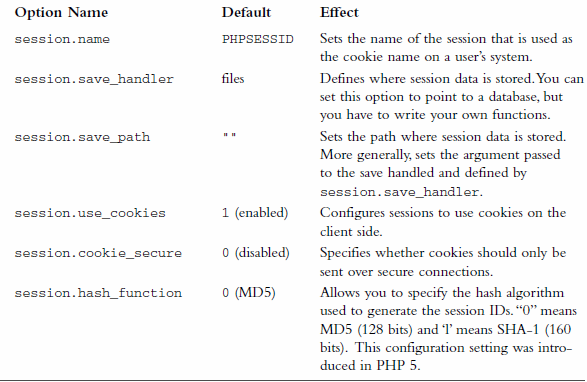 Option Name Default Effect
session.name PHPSESSID Sets the name of the session that is used as
the cookie name on a user's system.
session.save_handler files Defines where session data is stored. You can
set this option to point to a database, but
you have to write your own functions.
session.save_path "" Sets the path where session data is stored.
More generally, sets the argument passed
to the save handled and defined by
session.save_handler.
session.use_cookies 1 (enabled) Configures sessions to use cookies on the
client side.
session.cookie_secure 0 (disabled) Specifies whether cookies should only be
sent over secure connections.
session.hash_function 0 (MD5) Allows you to specify the hash algorithm
used to generate the session IDs. “0” means
MD5 (128 bits) and ‘1’ means SHA-1 (160
bits). This configuration setting was intro-
duced in PHP 5.